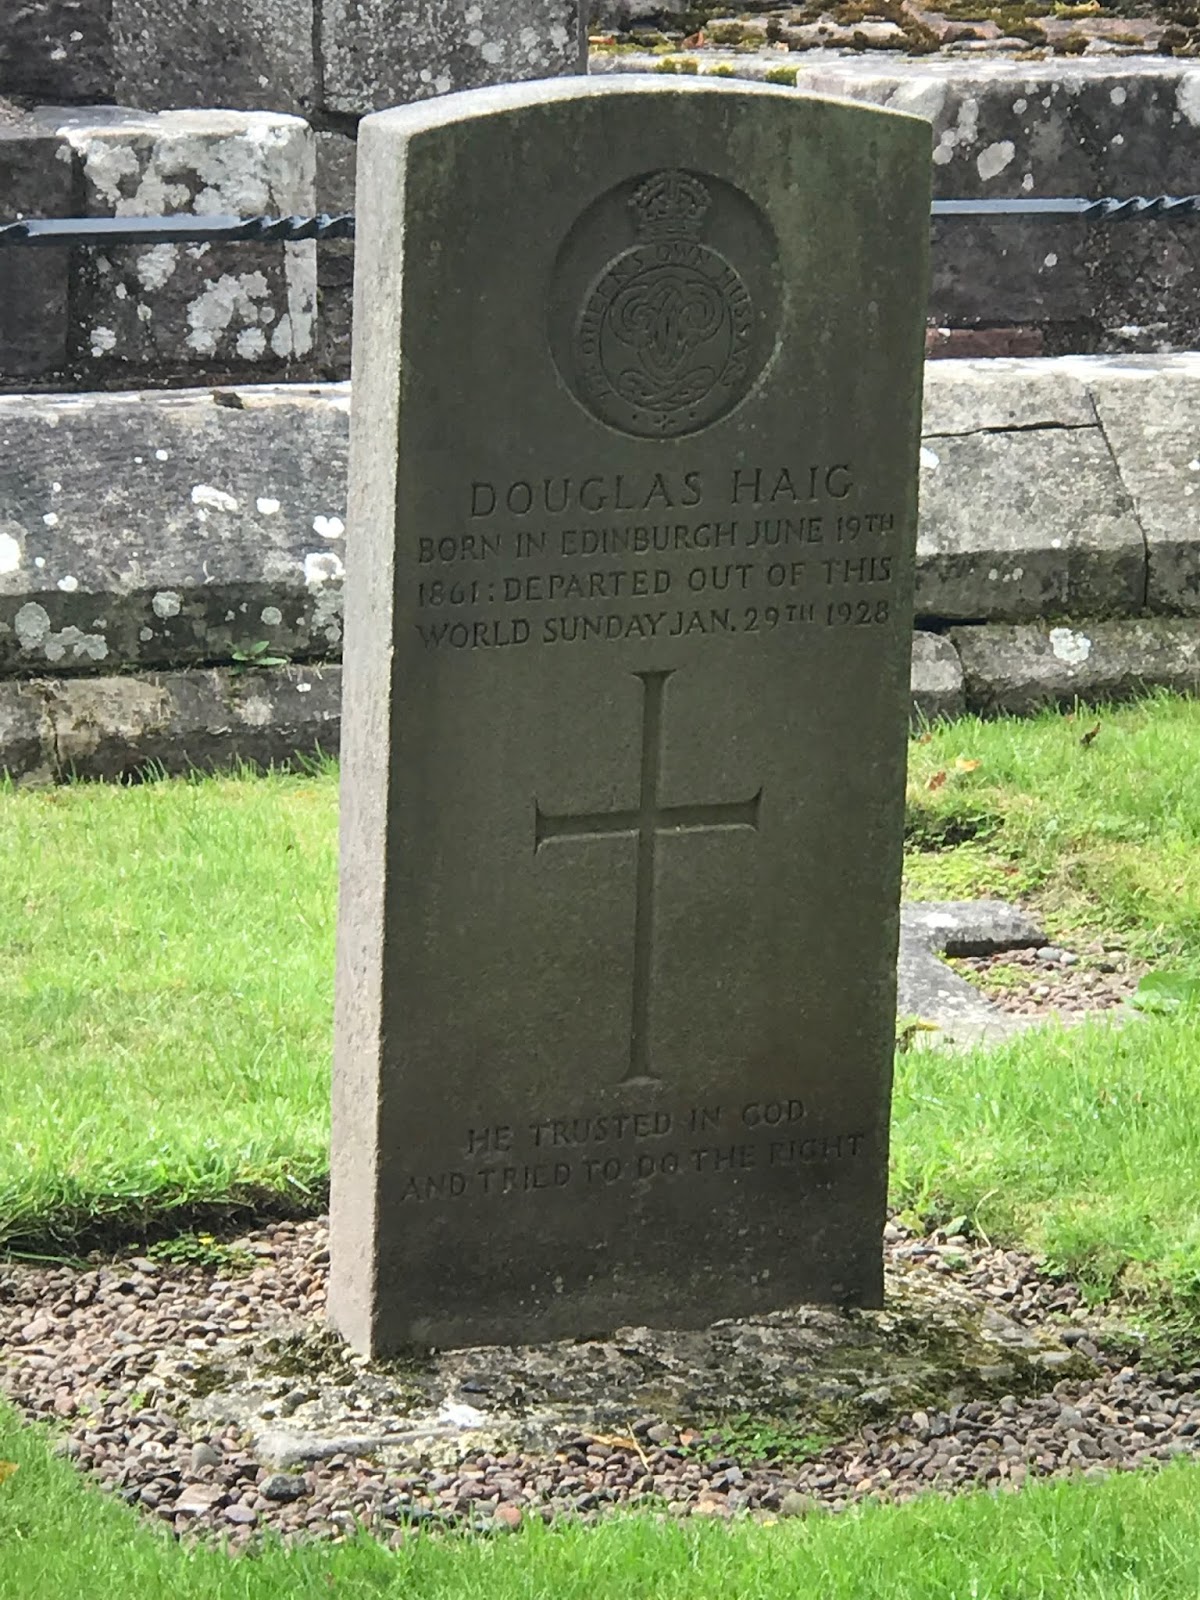 7TH QUEEN'S OWN HUSSARS
DOUGLAS HAIG
BORN IN EDINBURGH JUNE 19TH
1861: DEPARTED OUT OF THIS
WORLD SUNDAY JAN. 29TH 1928
HE TRUSTED IN GOD
AND TRIED TO DO THE RIGHT